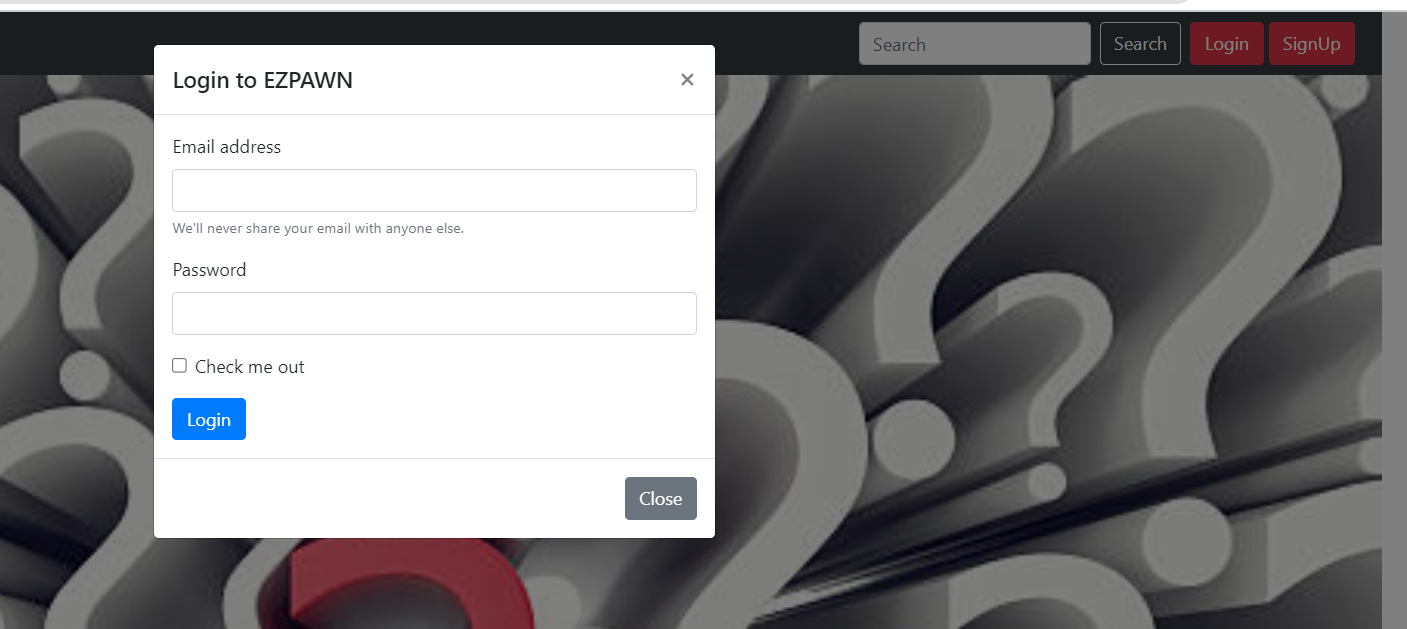 Search Search Login SignUp
Login to EZPAWN ×
Email address
We'll never share your email with anyone else.
Password
Check me out
Login
Close